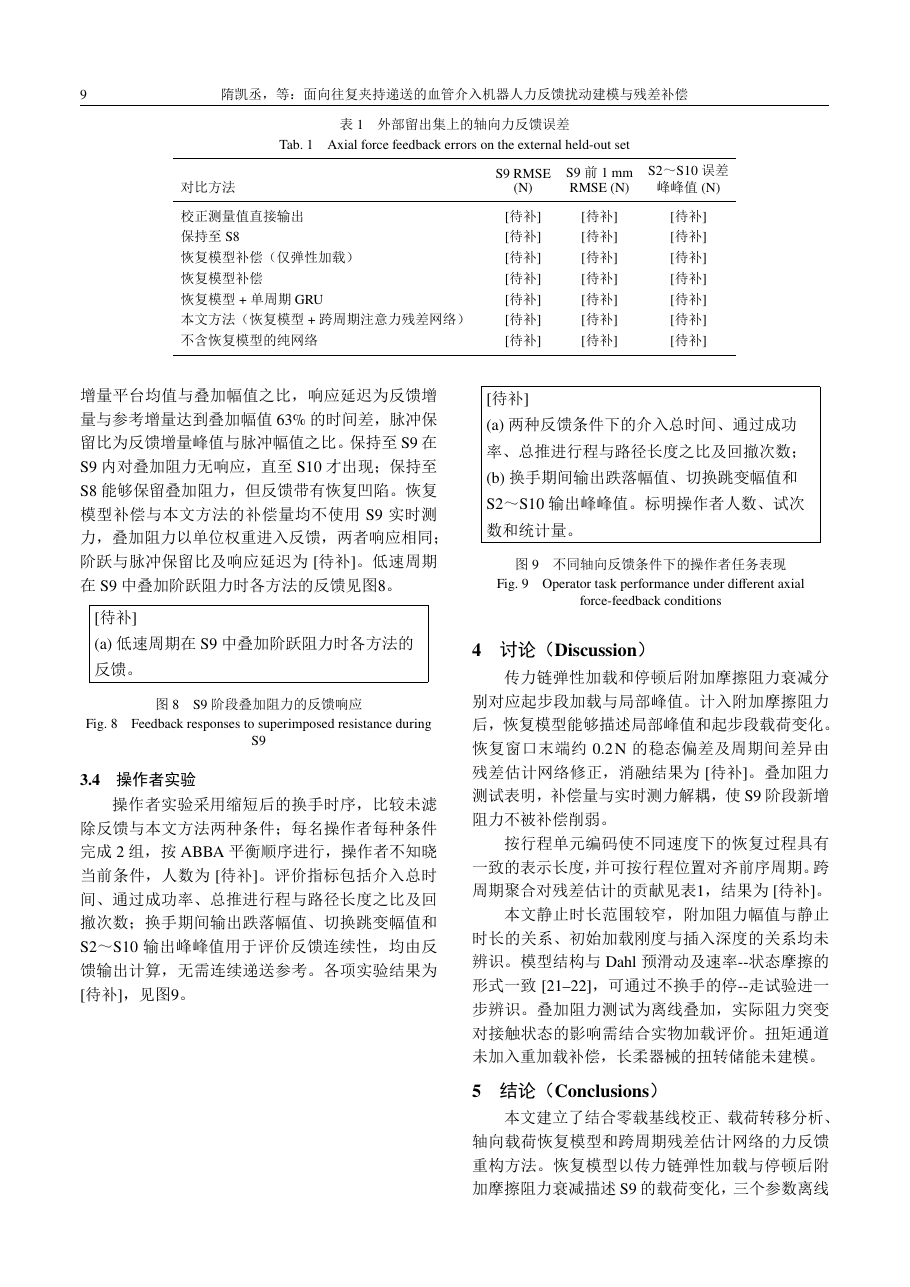 9
隋凯丞，等：面向往复夹持递送的血管介入机器人力反馈扰动建模与残差补偿
表 1 外部留出集上的轴向力反馈误差
Tab. 1 Axial force feedback errors on the external held-out set
对比方法 S9 RMSE (N) S9 前 1 mm RMSE (N) S2～S10 误差峰峰值 (N)
校正测量值直接输出 [待补] [待补] [待补]
保持至 S8 [待补] [待补] [待补]
恢复模型补偿（仅弹性加载） [待补] [待补] [待补]
恢复模型补偿 [待补] [待补] [待补]
恢复模型 + 单周期 GRU [待补] [待补] [待补]
本文方法（恢复模型 + 跨周期注意力残差网络） [待补] [待补] [待补]
不含恢复模型的纯网络 [待补] [待补] [待补]
增量平台均值与叠加幅值之比，响应延迟为反馈增
量与参考增量达到叠加幅值 63% 的时间差，脉冲保
留比为反馈增量峰值与脉冲幅值之比。保持至 S9 在
S9 内对叠加阻力无响应，直至 S10 才出现；保持至
S8 能够保留叠加阻力，但反馈带有恢复凹陷。恢复
模型补偿与本文方法的补偿量均不使用 S9 实时测
力，叠加阻力以单位权重进入反馈，两者响应相同；
阶跃与脉冲保留比及响应延迟为 [待补]。低速周期
在 S9 中叠加阶跃阻力时各方法的反馈见图8。
[待补]
(a) 低速周期在 S9 中叠加阶跃阻力时各方法的
反馈。
图 8 S9 阶段叠加阻力的反馈响应
Fig. 8 Feedback responses to superimposed resistance during
S9
3.4 操作者实验
操作者实验采用缩短后的换手时序，比较未滤
除反馈与本文方法两种条件；每名操作者每种条件
完成 2 组，按 ABBA 平衡顺序进行，操作者不知晓
当前条件，人数为 [待补]。评价指标包括介入总时
间、通过成功率、总推进行程与路径长度之比及回
撤次数；换手期间输出跌落幅值、切换跳变幅值和
S2～S10 输出峰峰值用于评价反馈连续性，均由反
馈输出计算，无需连续递送参考。各项实验结果为
[待补]，见图9。
[待补]
(a) 两种反馈条件下的介入总时间、通过成功
率、总推进行程与路径长度之比及回撤次数；
(b) 换手期间输出跌落幅值、切换跳变幅值和
S2～S10 输出峰峰值。标明操作者人数、试次
数和统计量。
图 9 不同轴向反馈条件下的操作者任务表现
Fig. 9 Operator task performance under different axial
force-feedback conditions
4 讨论（Discussion）
传力链弹性加载和停顿后附加摩擦阻力衰减分
别对应起步段加载与局部峰值。计入附加摩擦阻力
后，恢复模型能够描述局部峰值和起步段载荷变化。
恢复窗口末端约 0.2 N 的稳态偏差及周期间差异由
残差估计网络修正，消融结果为 [待补]。叠加阻力
测试表明，补偿量与实时测力解耦，使 S9 阶段新增
阻力不被补偿削弱。
按行程单元编码使不同速度下的恢复过程具有
一致的表示长度，并可按行程位置对齐前序周期。跨
周期聚合对残差估计的贡献见表1，结果为 [待补]。
本文静止时长范围较窄，附加阻力幅值与静止
时长的关系、初始加载刚度与插入深度的关系均未
辨识。模型结构与 Dahl 预滑动及速率--状态摩擦的
形式一致 [21–22]，可通过不换手的停--走试验进一
步辨识。叠加阻力测试为离线叠加，实际阻力突变
对接触状态的影响需结合实物加载评价。扭矩通道
未加入重加载补偿，长柔器械的扭转储能未建模。
5 结论（Conclusions）
本文建立了结合零载基线校正、载荷转移分析、
轴向载荷恢复模型和跨周期残差估计网络的力反馈
重构方法。恢复模型以传力链弹性加载与停顿后附
加摩擦阻力衰减描述 S9 的载荷变化，三个参数离线